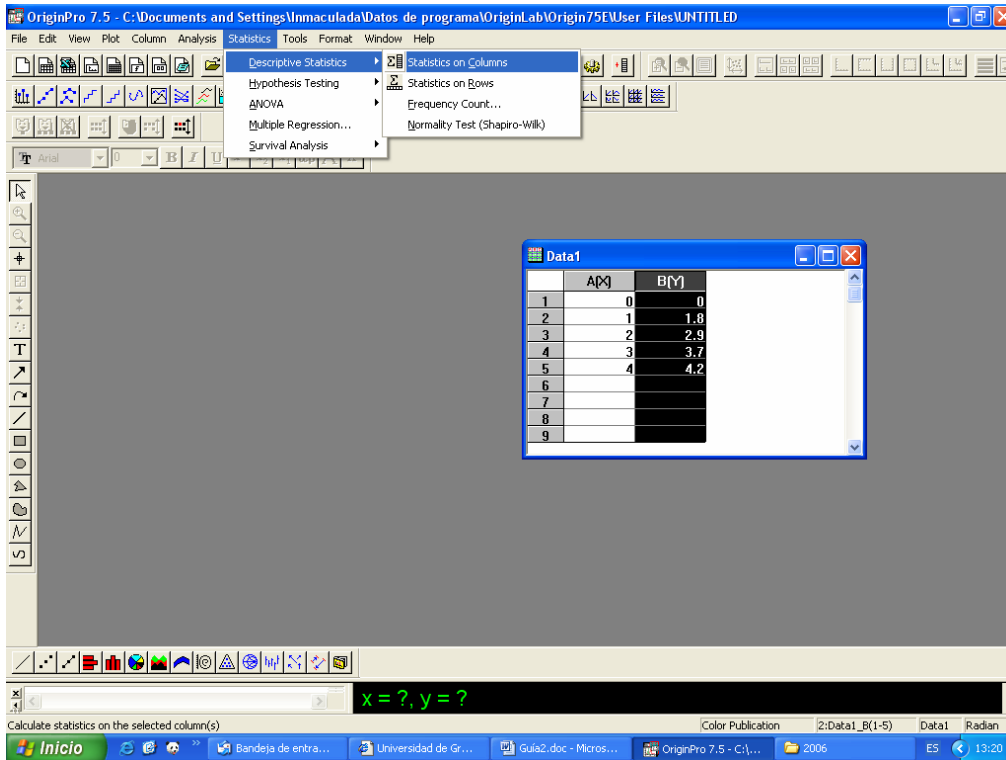 OriginPro 7.5 - C:\Documents and Settings\Inmaculada\Datos de programa\OriginLab\Origin75E\User Files\UNTITLED
File Edit View Plot Column Analysis Statistics Tools Format Window Help
Descriptive Statistics
Hypothesis Testing
ANOVA
Multiple Regression...
Survival Analysis
Statistics on Columns
Statistics on Rows
Frequency Count...
Normality Test (Shapiro-Wilk)
Arial 0 B I U
Data1
A(X) B(Y)
1 0 0
2 1 1.8
3 2 2.9
4 3 3.7
5 4 4.2
6
7
8
9
T
x = ?, y = ?
Calculate statistics on the selected column(s) Color Publication 2:Data1_B(1-5) Data1 Radian
Inicio Bandeja de entra... Universidad de Gr... Guía2.doc - Micros... OriginPro 7.5 - C:\... 2006 ES 13:20